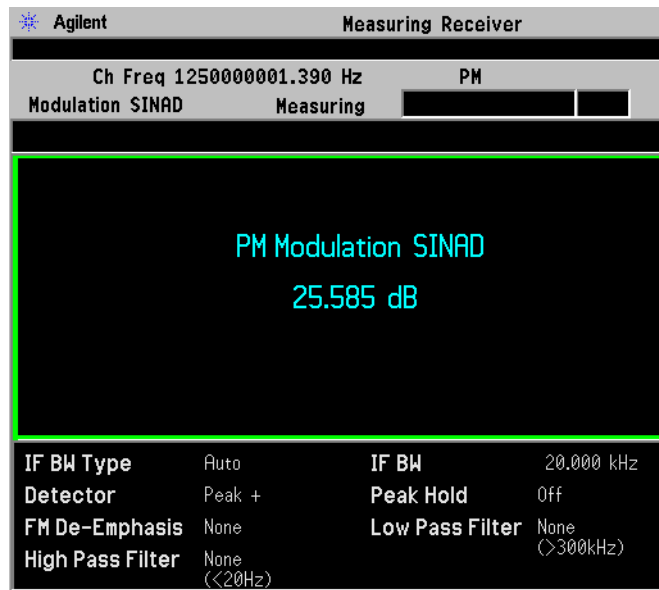 Agilent Measuring Receiver
Ch Freq 1250000001.390 Hz PM
Modulation SINAD Measuring
PM Modulation SINAD
25.585 dB
IF BW Type Auto IF BW 20.000 kHz
Detector Peak + Peak Hold Off
FM De-Emphasis None Low Pass Filter None
(>300kHz)
High Pass Filter None
(<20Hz)